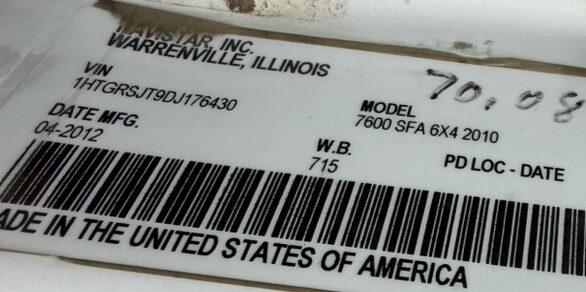 NAVISTAR, INC.
WARRENVILLE, ILLINOIS
70.08
VIN
1HTGRSJT9DJ176430
MODEL
7600 SFA 6X4 2010
DATE MFG.
04-2012
W.B.
715
PD LOC - DATE
MADE IN THE UNITED STATES OF AMERICA